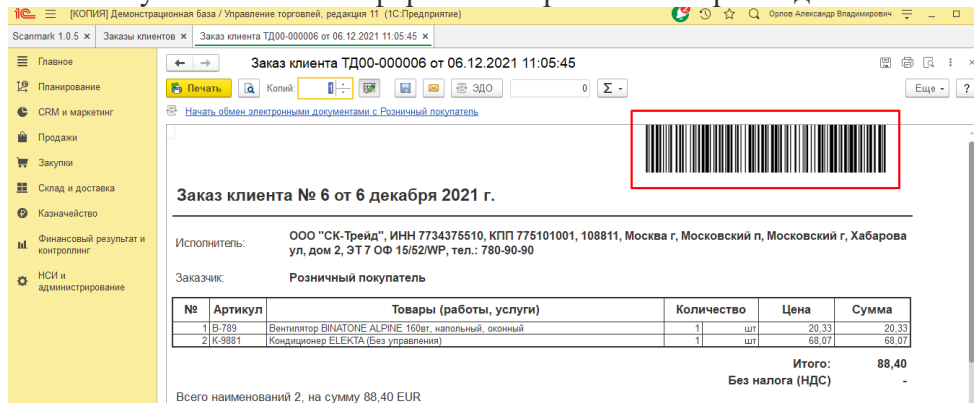 [КОПИЯ] Демонстрационная база / Управление торговлей, редакция 11 (1С:Предприятие)
Орлов Александр Владимирович
Scanmark 1.0.5 ×
Заказы клиентов ×
Заказ клиента ТД00-000006 от 06.12.2021 11:05:45 ×
Главное
Планирование
CRM и маркетинг
Продажи
Закупки
Склад и доставка
Казначейство
Финансовый результат и
контроллинг
НСИ и
администрирование
Заказ клиента ТД00-000006 от 06.12.2021 11:05:45
Печать
Копий:
1
ЭДО
0
Σ
Еще
?
Начать обмен электронными документами с Розничный покупатель
Заказ клиента № 6 от 6 декабря 2021 г.
Исполнитель:
ООО "СК-Трейд", ИНН 7734375510, КПП 775101001, 108811, Москва г, Московский п, Московский г, Хабарова
ул, дом 2, ЭТ 7 ОФ 15/52/WP, тел.: 780-90-90
Заказчик:
Розничный покупатель
№ Артикул Товары (работы, услуги) Количество Цена Сумма
1 В-789 Вентилятор BINATONE ALPINE 160вт, напольный, оконный 1 шт 20,33 20,33
2 К-9881 Кондиционер ELEKTA (Без управления) 1 шт 68,07 68,07
Итого: 88,40
Без налога (НДС) -
Всего наименований 2, на сумму 88,40 EUR